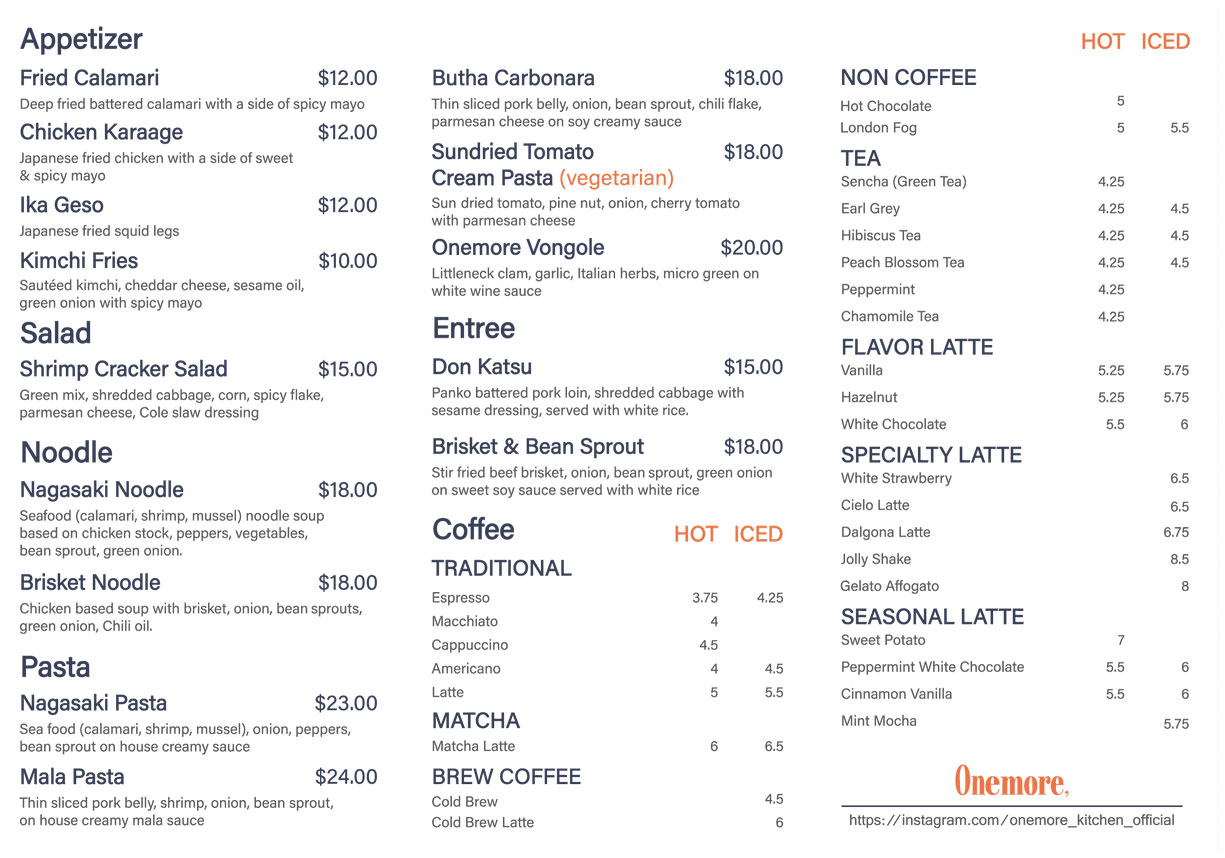 Appetizer
Fried Calamari $12.00
Deep fried battered calamari with a side of spicy mayo
Chicken Karaage $12.00
Japanese fried chicken with a side of sweet
& spicy mayo
Ika Geso $12.00
Japanese fried squid legs
Kimchi Fries $10.00
Sautéed kimchi, cheddar cheese, sesame oil,
green onion with spicy mayo
Salad
Shrimp Cracker Salad $15.00
Green mix, shredded cabbage, corn, spicy flake,
parmesan cheese, Cole slaw dressing
Noodle
Nagasaki Noodle $18.00
Seafood (calamari, shrimp, mussel) noodle soup
based on chicken stock, peppers, vegetables,
bean sprout, green onion.
Brisket Noodle $18.00
Chicken based soup with brisket, onion, bean sprouts,
green onion, Chili oil.
Pasta
Nagasaki Pasta $23.00
Sea food (calamari, shrimp, mussel), onion, peppers,
bean sprout on house creamy sauce
Mala Pasta $24.00
Thin sliced pork belly, shrimp, onion, bean sprout,
on house creamy mala sauce
Butha Carbonara $18.00
Thin sliced pork belly, onion, bean sprout, chili flake,
parmesan cheese on soy creamy sauce
Sundried Tomato $18.00
Cream Pasta (vegetarian)
Sun dried tomato, pine nut, onion, cherry tomato
with parmesan cheese
Onemore Vongole $20.00
Littleneck clam, garlic, Italian herbs, micro green on
white wine sauce
Entree
Don Katsu $15.00
Panko battered pork loin, shredded cabbage with
sesame dressing, served with white rice.
Brisket & Bean Sprout $18.00
Stir fried beef brisket, onion, bean sprout, green onion
on sweet soy sauce served with white rice
Coffee HOT ICED
TRADITIONAL
Espresso 3.75 4.25
Macchiato 4
Cappuccino 4.5
Americano 4 4.5
Latte 5 5.5
MATCHA
Matcha Latte 6 6.5
BREW COFFEE
Cold Brew 4.5
Cold Brew Latte 6
HOT ICED
NON COFFEE
Hot Chocolate 5
London Fog 5 5.5
TEA
Sencha (Green Tea) 4.25
Earl Grey 4.25 4.5
Hibiscus Tea 4.25 4.5
Peach Blossom Tea 4.25 4.5
Peppermint 4.25
Chamomile Tea 4.25
FLAVOR LATTE
Vanilla 5.25 5.75
Hazelnut 5.25 5.75
White Chocolate 5.5 6
SPECIALTY LATTE
White Strawberry 6.5
Cielo Latte 6.5
Dalgona Latte 6.75
Jolly Shake 8.5
Gelato Affogato 8
SEASONAL LATTE
Sweet Potato 7
Peppermint White Chocolate 5.5 6
Cinnamon Vanilla 5.5 6
Mint Mocha 5.75
Onemore,
https://instagram.com/onemore_kitchen_official